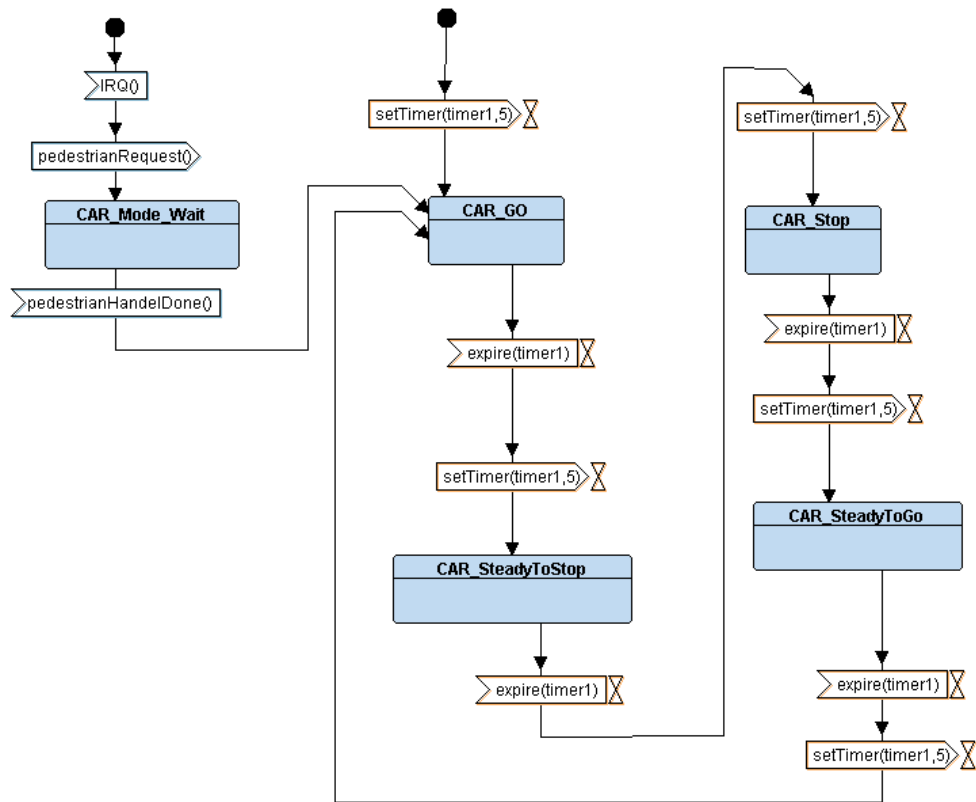 IRQ()
pedestrianRequest()
CAR_Mode_Wait
pedestrianHandelDone()
setTimer(timer1,5)
CAR_GO
expire(timer1)
setTimer(timer1,5)
CAR_SteadyToStop
expire(timer1)
setTimer(timer1,5)
CAR_Stop
expire(timer1)
setTimer(timer1,5)
CAR_SteadyToGo
expire(timer1)
setTimer(timer1,5)